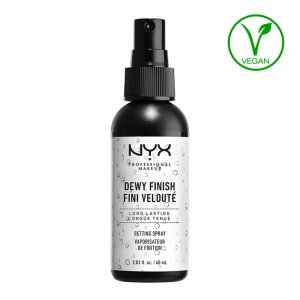 VEGAN
NYX
PROFESSIONAL MAKEUP
DEWY FINISH
FINI VELOUTÉ
LONG-LASTING
LONGUE TENUE
SETTING SPRAY
VAPORISATEUR
DE FINITION
2.03 fl. oz. / 60 mL